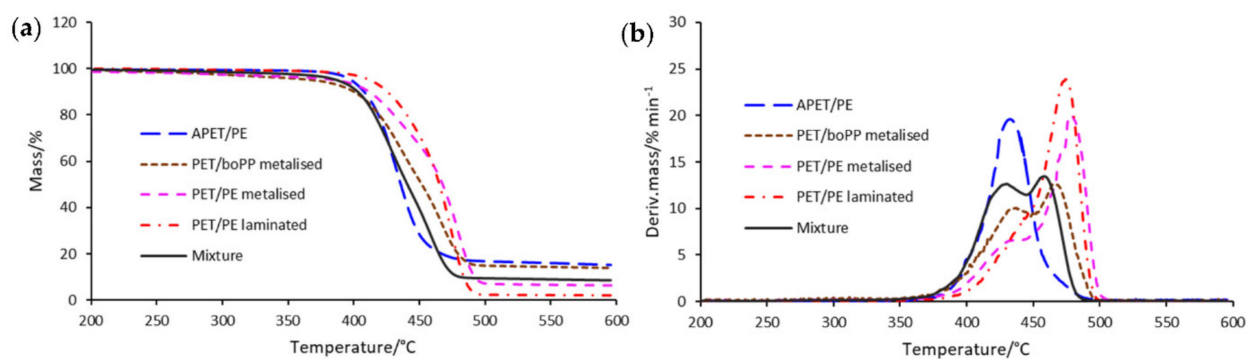 (a)
120
100
80
60
40
20
0
Mass/%
APET/PE
PET/boPP metalised
PET/PE metalised
PET/PE laminated
Mixture
200 250 300 350 400 450 500 550 600
Temperature/°C
(b)
30
25
20
15
10
5
0
Deriv.mass/% min⁻¹
APET/PE
PET/boPP metalised
PET/PE metalised
PET/PE laminated
Mixture
200 250 300 350 400 450 500 550 600
Temperature/°C